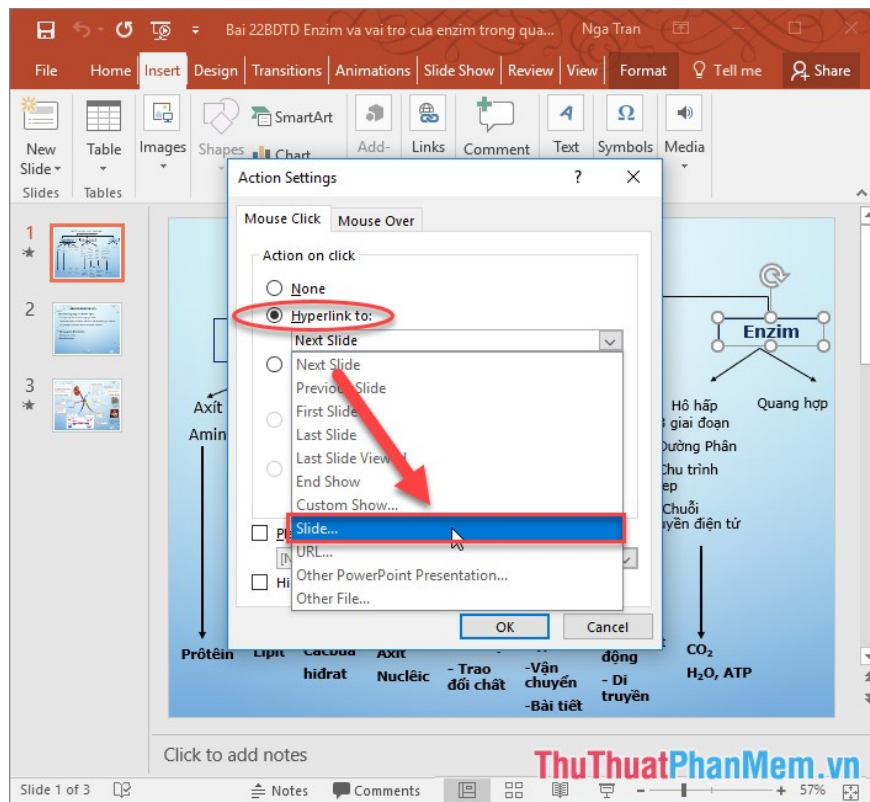 Bai 22BDTD Enzim va vai tro cua enzim trong qua...
Nga Tran
File Home Insert Design Transitions Animations Slide Show Review View Format Tell me Share
New Slide
Table
Images
Shapes
SmartArt
Chart
Add-
Links
Comment
Text
Symbols
Media
Slides
Tables
Action Settings
?
Mouse Click
Mouse Over
Action on click
None
Hyperlink to:
Next Slide
Next Slide
Previous Slide
First Slide
Last Slide
Last Slide Viewed
End Show
Custom Show...
Slide...
URL...
Other PowerPoint Presentation...
Other File...
OK
Cancel
1
2
3
Enzim
Axít
Amin
Hô hấp
giai đoạn
Đường Phân
Chu trình
Chuỗi
điện tử
Quang hợp
Prôtêin
Lipit
Cacbua
hiđrat
Axit
Nuclêic
- Trao
đổi chất
-Vận
chuyển
-Bài tiết
động
- Di
truyền
CO₂
H₂O, ATP
Click to add notes
ThuThuatPhanMem.vn
Slide 1 of 3
Notes
Comments
57%